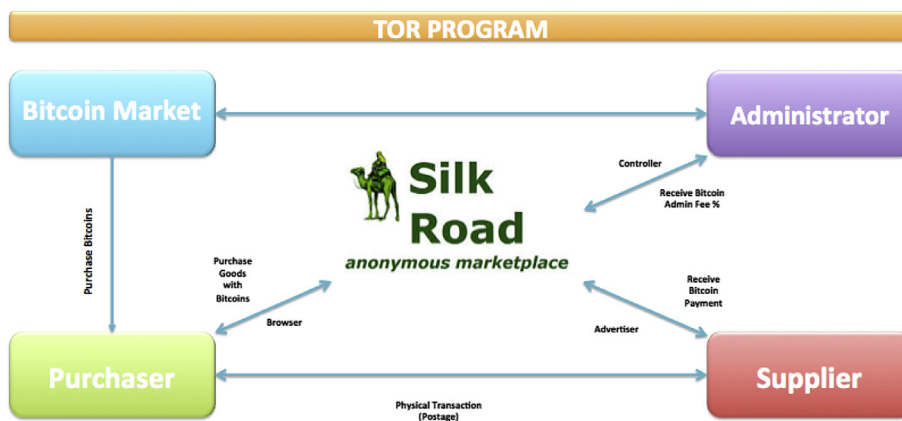 TOR PROGRAM
Bitcoin Market
Administrator
Controller
Receive Bitcoin
Admin Fee %
Silk
Road
anonymous marketplace
Purchase Bitcoins
Purchase
Goods
with
Bitcoins
Browser
Receive
Bitcoin
Payment
Advertiser
Purchaser
Supplier
Physical Transaction
(Postage)